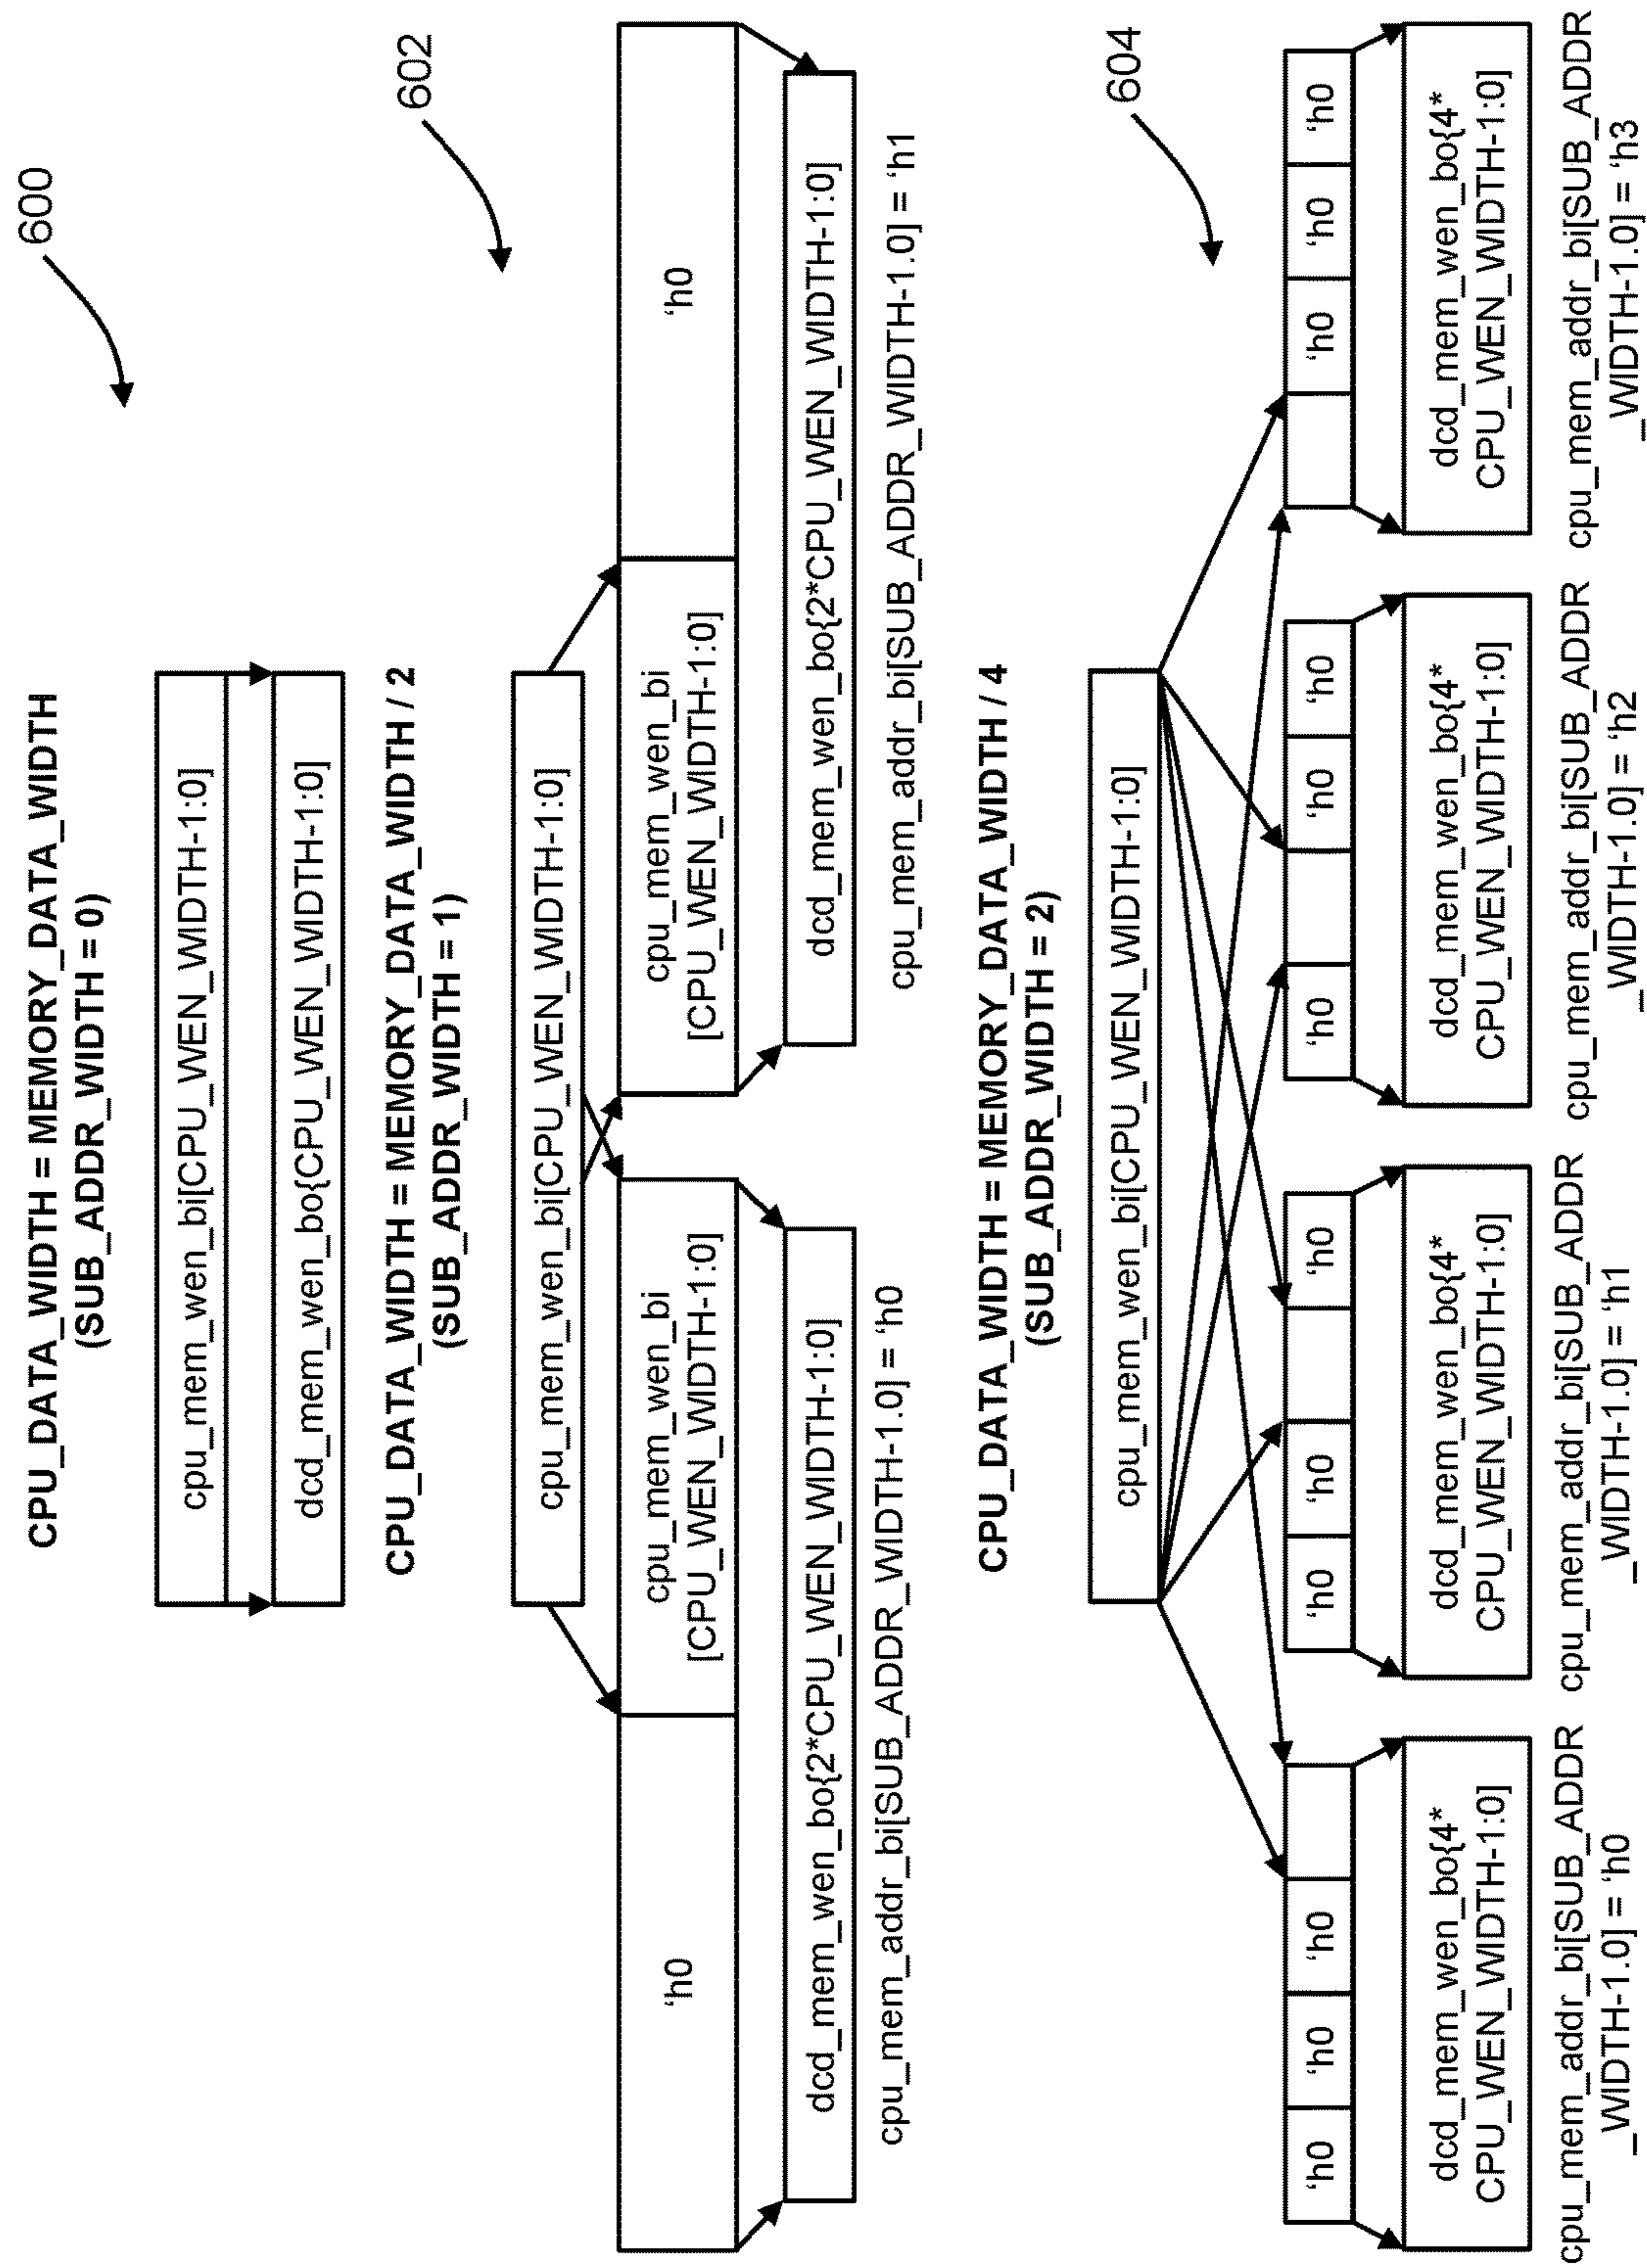 600
CPU_DATA_WIDTH = MEMORY_DATA_WIDTH
(SUB_ADDR_WIDTH = 0)
cpu_mem_wen_bi[CPU_WEN_WIDTH-1:0]
dcd_mem_wen_bo{CPU_WEN_WIDTH-1:0]
602
CPU_DATA_WIDTH = MEMORY_DATA_WIDTH / 2
(SUB_ADDR_WIDTH = 1)
cpu_mem_wen_bi[CPU_WEN_WIDTH-1:0]
'h0
cpu_mem_wen_bi
[CPU_WEN_WIDTH-1:0]
cpu_mem_wen_bi
[CPU_WEN_WIDTH-1:0]
'h0
dcd_mem_wen_bo{2*CPU_WEN_WIDTH-1:0]
dcd_mem_wen_bo{2*CPU_WEN_WIDTH-1:0]
cpu_mem_addr_bi[SUB_ADDR_WIDTH-1.0] = 'h0
cpu_mem_addr_bi[SUB_ADDR_WIDTH-1.0] = 'h1
604
CPU_DATA_WIDTH = MEMORY_DATA_WIDTH / 4
(SUB_ADDR_WIDTH = 2)
cpu_mem_wen_bi[CPU_WEN_WIDTH-1:0]
'h0 'h0 'h0
'h0 'h0 'h0
'h0 'h0 'h0
'h0 'h0 'h0
dcd_mem_wen_bo{4*
CPU_WEN_WIDTH-1:0]
dcd_mem_wen_bo{4*
CPU_WEN_WIDTH-1:0]
dcd_mem_wen_bo{4*
CPU_WEN_WIDTH-1:0]
dcd_mem_wen_bo{4*
CPU_WEN_WIDTH-1:0]
cpu_mem_addr_bi[SUB_ADDR
_WIDTH-1.0] = 'h0
cpu_mem_addr_bi[SUB_ADDR
_WIDTH-1.0] = 'h1
cpu_mem_addr_bi[SUB_ADDR
_WIDTH-1.0] = 'h2
cpu_mem_addr_bi[SUB_ADDR
_WIDTH-1.0] = 'h3